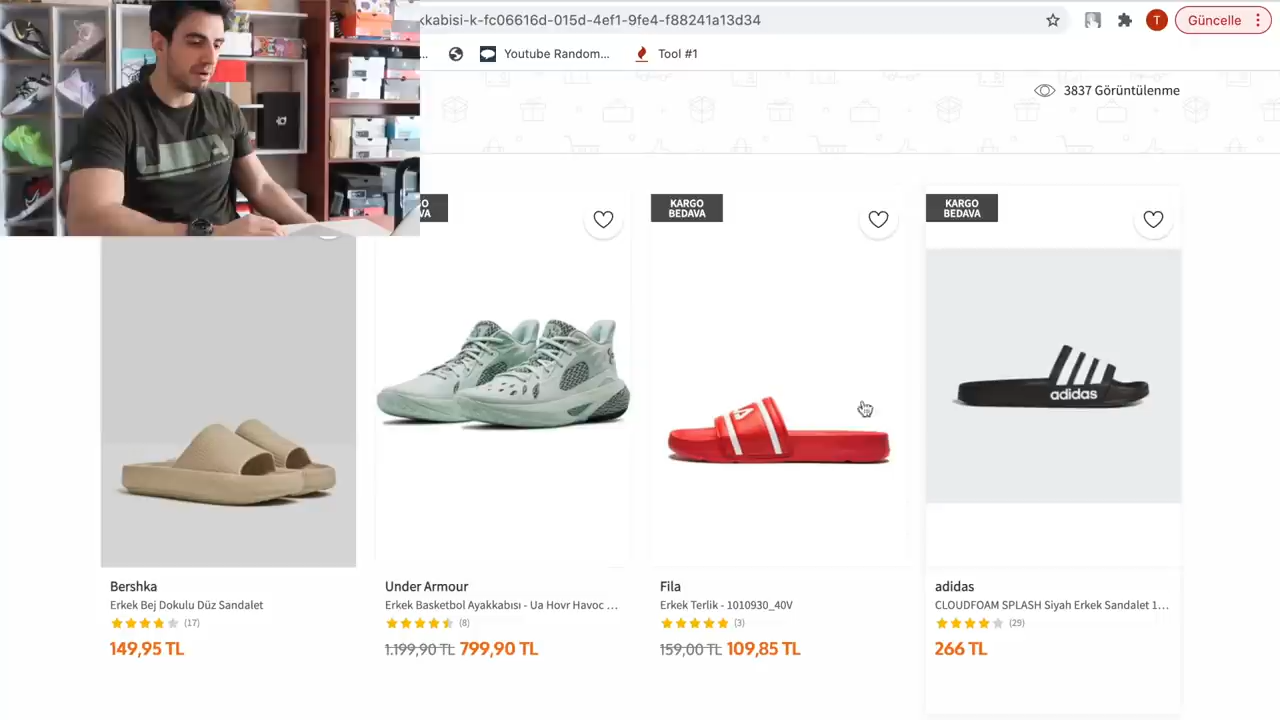 kabisi-k-fc06616d-015d-4ef1-9fe4-f88241a13d34
T
Güncelle
Youtube Random...
Tool #1
3837 Görüntülenme
KARGO
BEDAVA
KARGO
BEDAVA
adidas
Bershka
Erkek Bej Dokulu Düz Sandalet
(17)
149,95 TL
Under Armour
Erkek Basketbol Ayakkabısı - Ua Hovr Havoc ...
(8)
1.199,90 TL 799,90 TL
Fila
Erkek Terlik - 1010930_40V
(3)
159,00 TL 109,85 TL
adidas
CLOUDFOAM SPLASH Siyah Erkek Sandalet 1...
(29)
266 TL